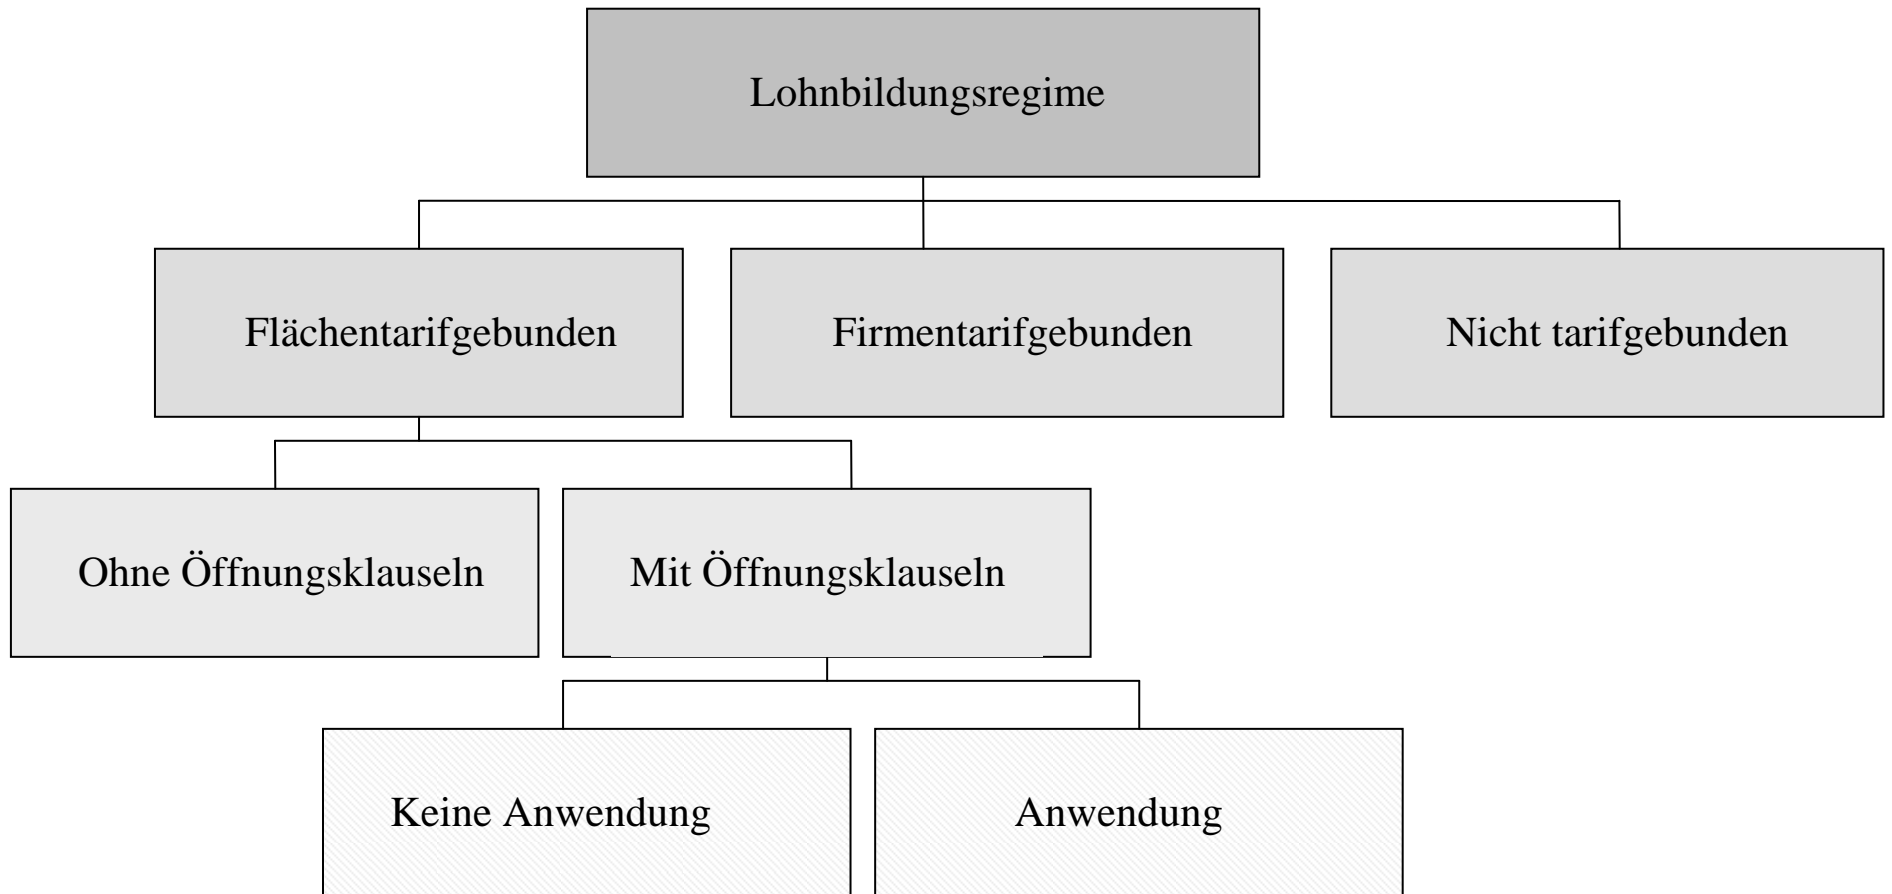 Lohnbildungsregime
Flächentarifgebunden
Firmentarifgebunden
Nicht tarifgebunden
Ohne Öffnungsklauseln
Mit Öffnungsklauseln
Keine Anwendung
Anwendung